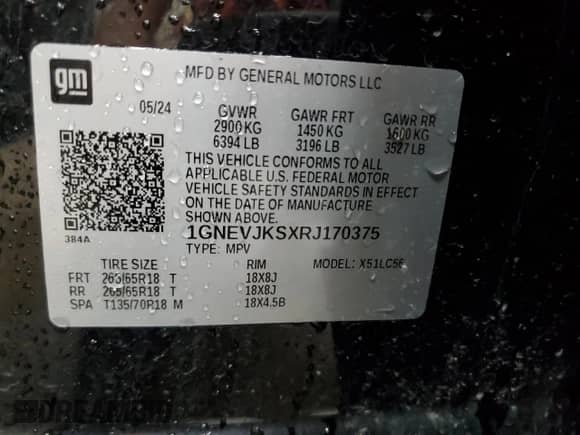 gm
MFD BY GENERAL MOTORS LLC
05/24 GVWR GAWR FRT GAWR RR
2900 KG 1450 KG 1600 KG
6394 LB 3196 LB 3527 LB
THIS VEHICLE CONFORMS TO ALL
APPLICABLE U.S. FEDERAL MOTOR
VEHICLE SAFETY STANDARDS IN EFFECT
ON THE DATE OF MANUFACTURE
SHOWN ABOVE.
384A
1GNEVJKSXRJ170375
TYPE: MPV MODEL: X51LC56
TIRE SIZE RIM
FRT 265/65R18 T 18X8J
RR 265/65R18 T 18X8J
SPA T135/70R18 M 18X4.5B